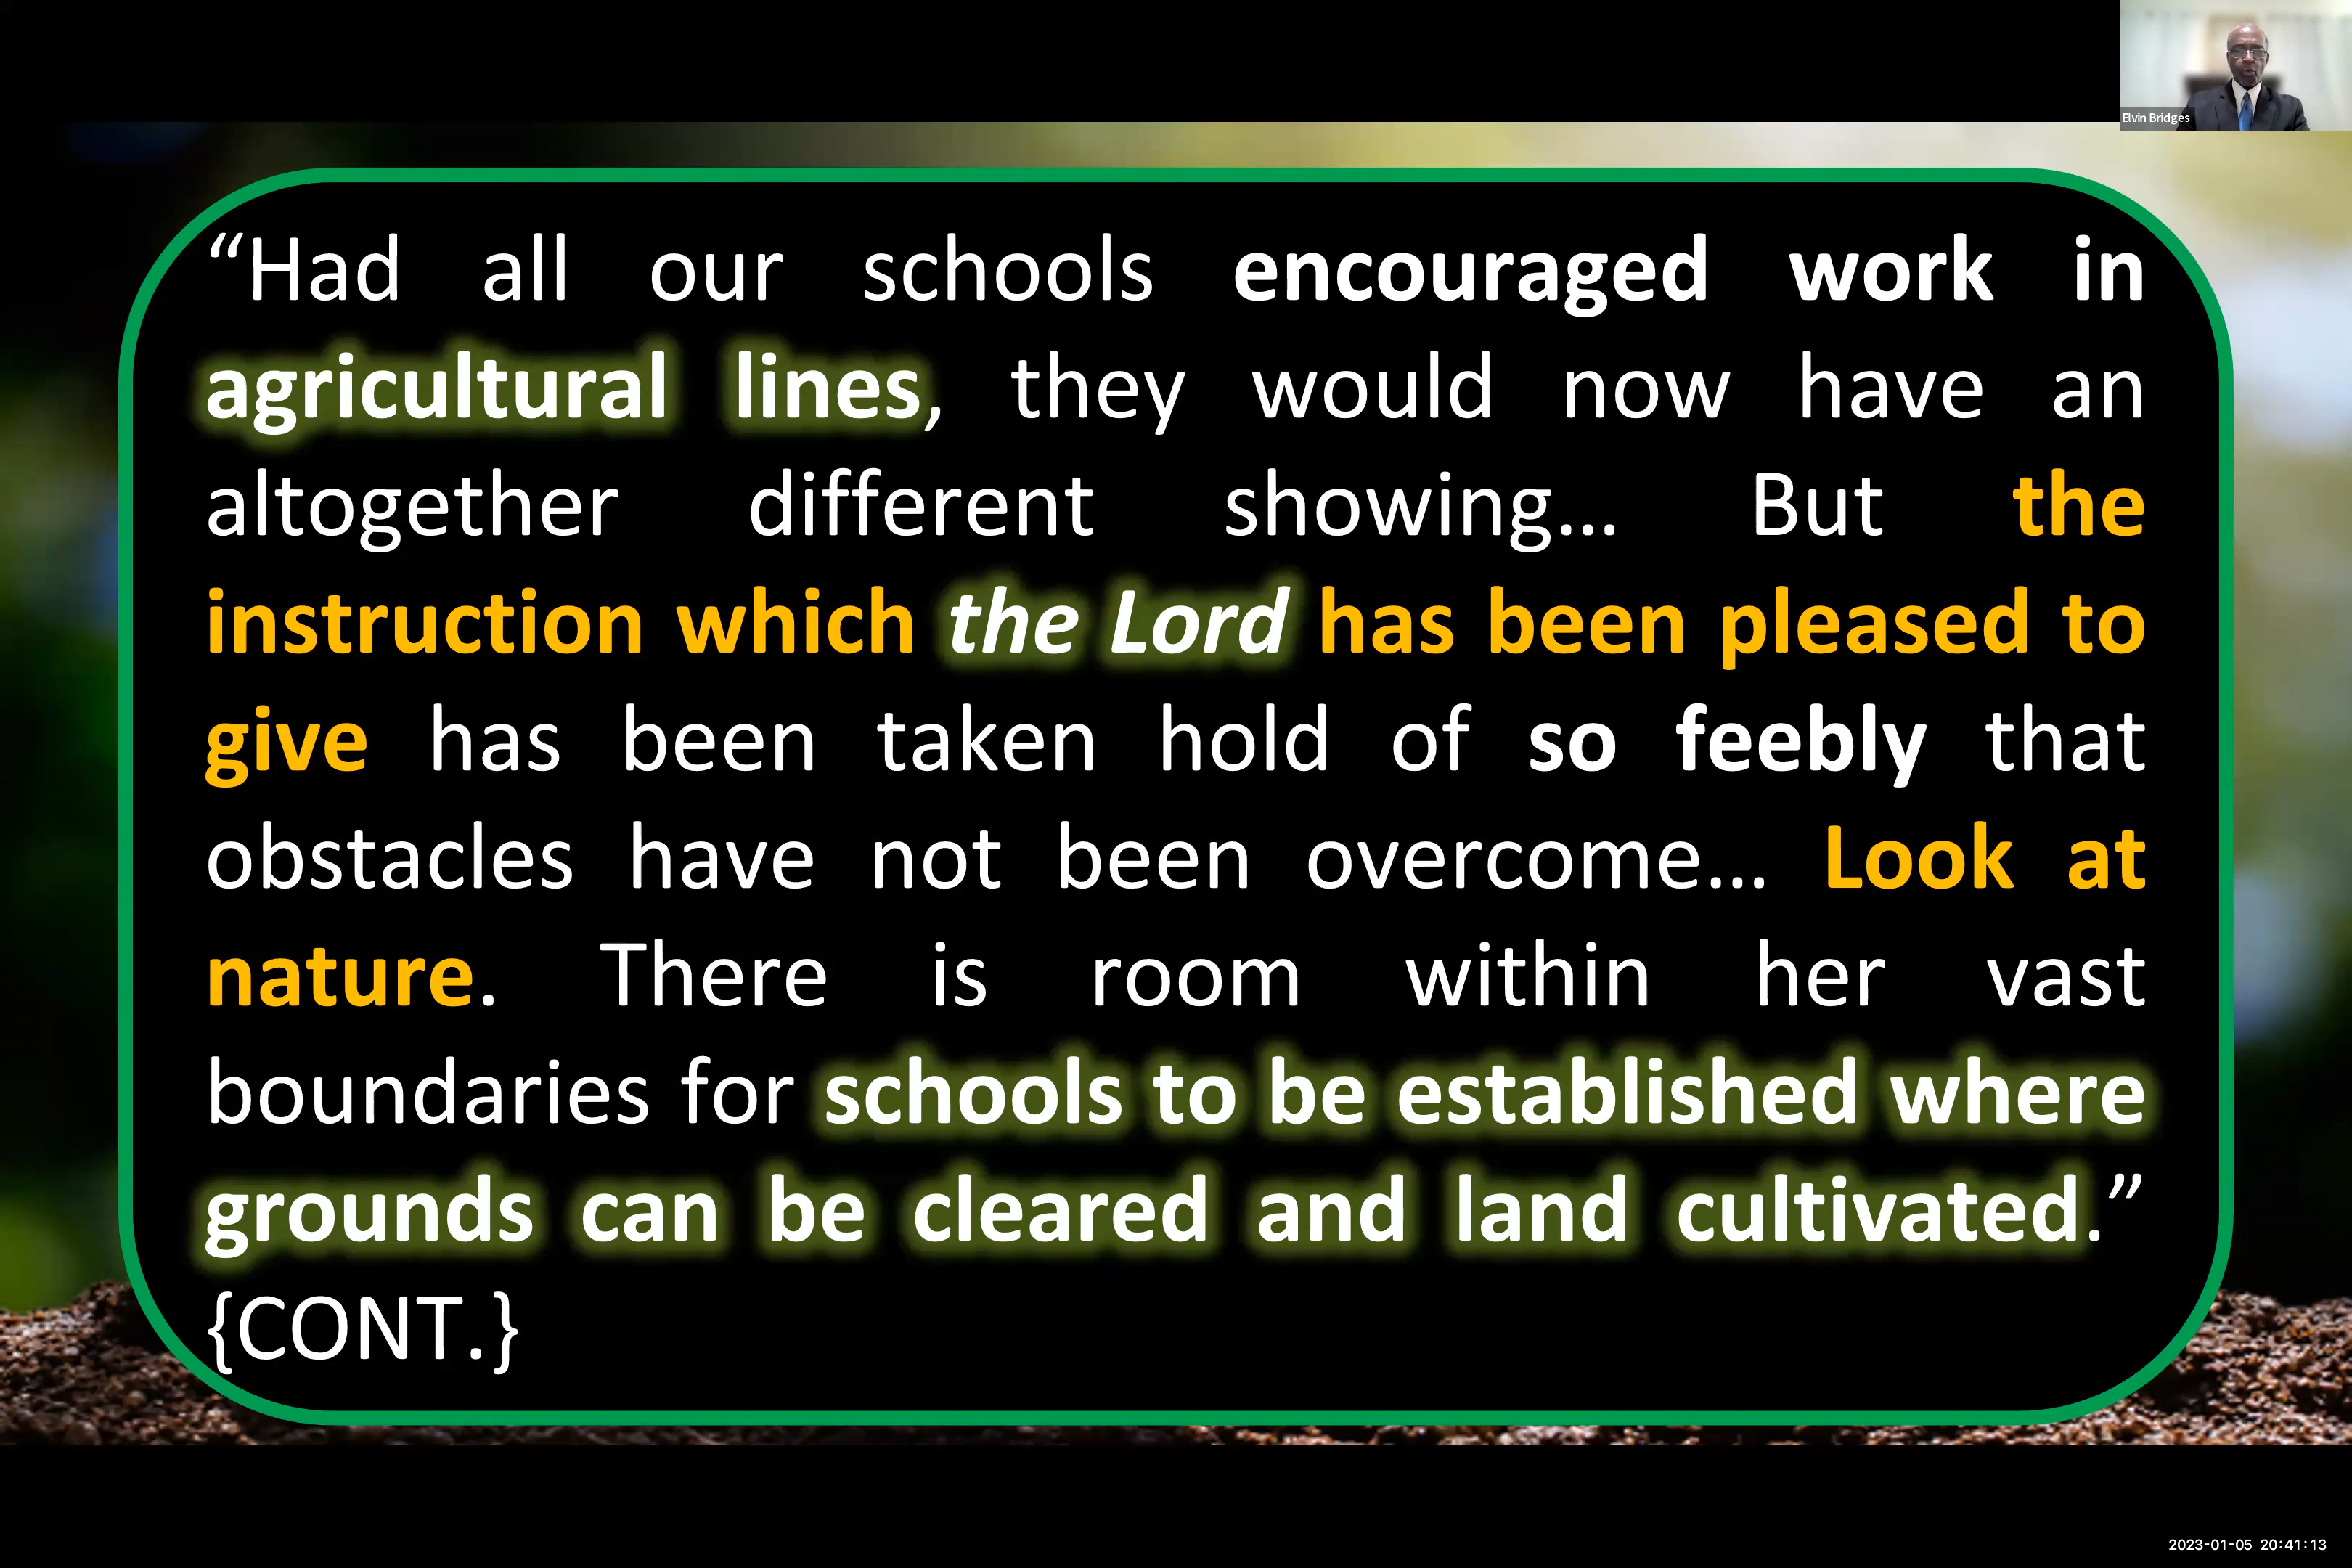 Elvin Bridges
“Had all our schools encouraged work in
agricultural lines, they would now have an
altogether different showing... But the
instruction which the Lord has been pleased to
give has been taken hold of so feebly that
obstacles have not been overcome... Look at
nature. There is room within her vast
boundaries for schools to be established where
grounds can be cleared and land cultivated.”
{CONT.}
2023-01-05 20:41:13